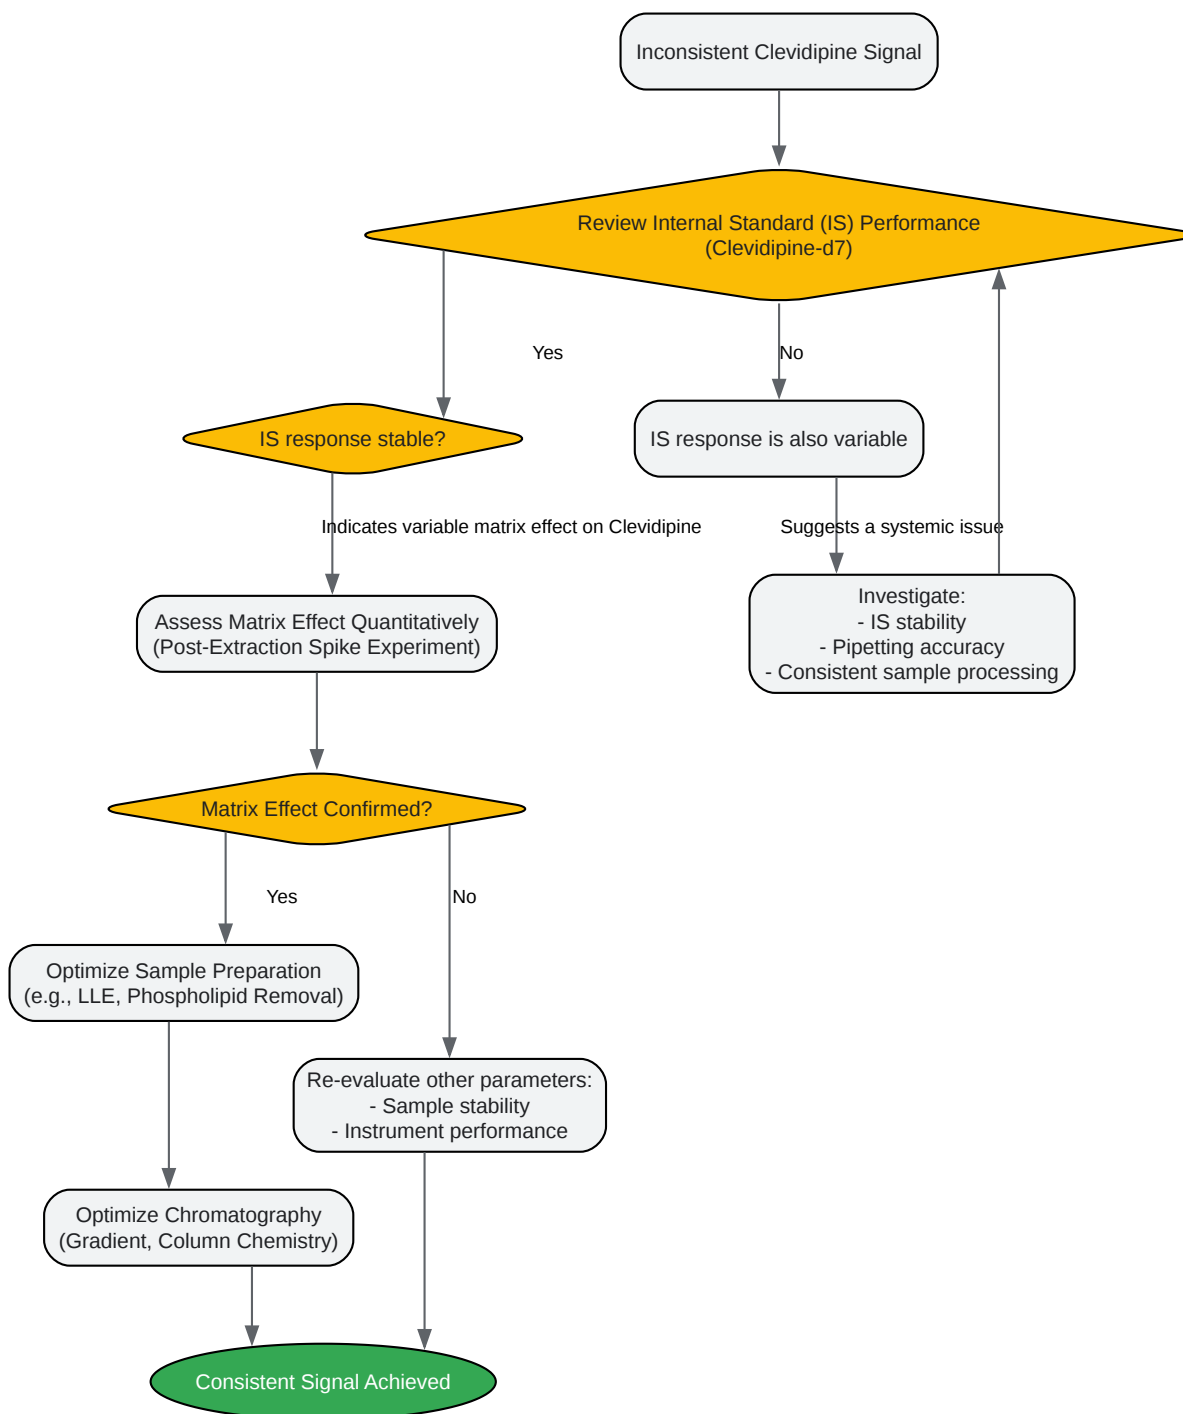 Inconsistent Clevidipine Signal
Review Internal Standard (IS) Performance
(Clevidipine-d7)
Yes
No
IS response stable?
IS response is also variable
Indicates variable matrix effect on Clevidipine
Suggests a systemic issue
Assess Matrix Effect Quantitatively
(Post-Extraction Spike Experiment)
Investigate:
- IS stability
- Pipetting accuracy
- Consistent sample processing
Matrix Effect Confirmed?
Yes
No
Optimize Sample Preparation
(e.g., LLE, Phospholipid Removal)
Re-evaluate other parameters:
- Sample stability
- Instrument performance
Optimize Chromatography
(Gradient, Column Chemistry)
Consistent Signal Achieved